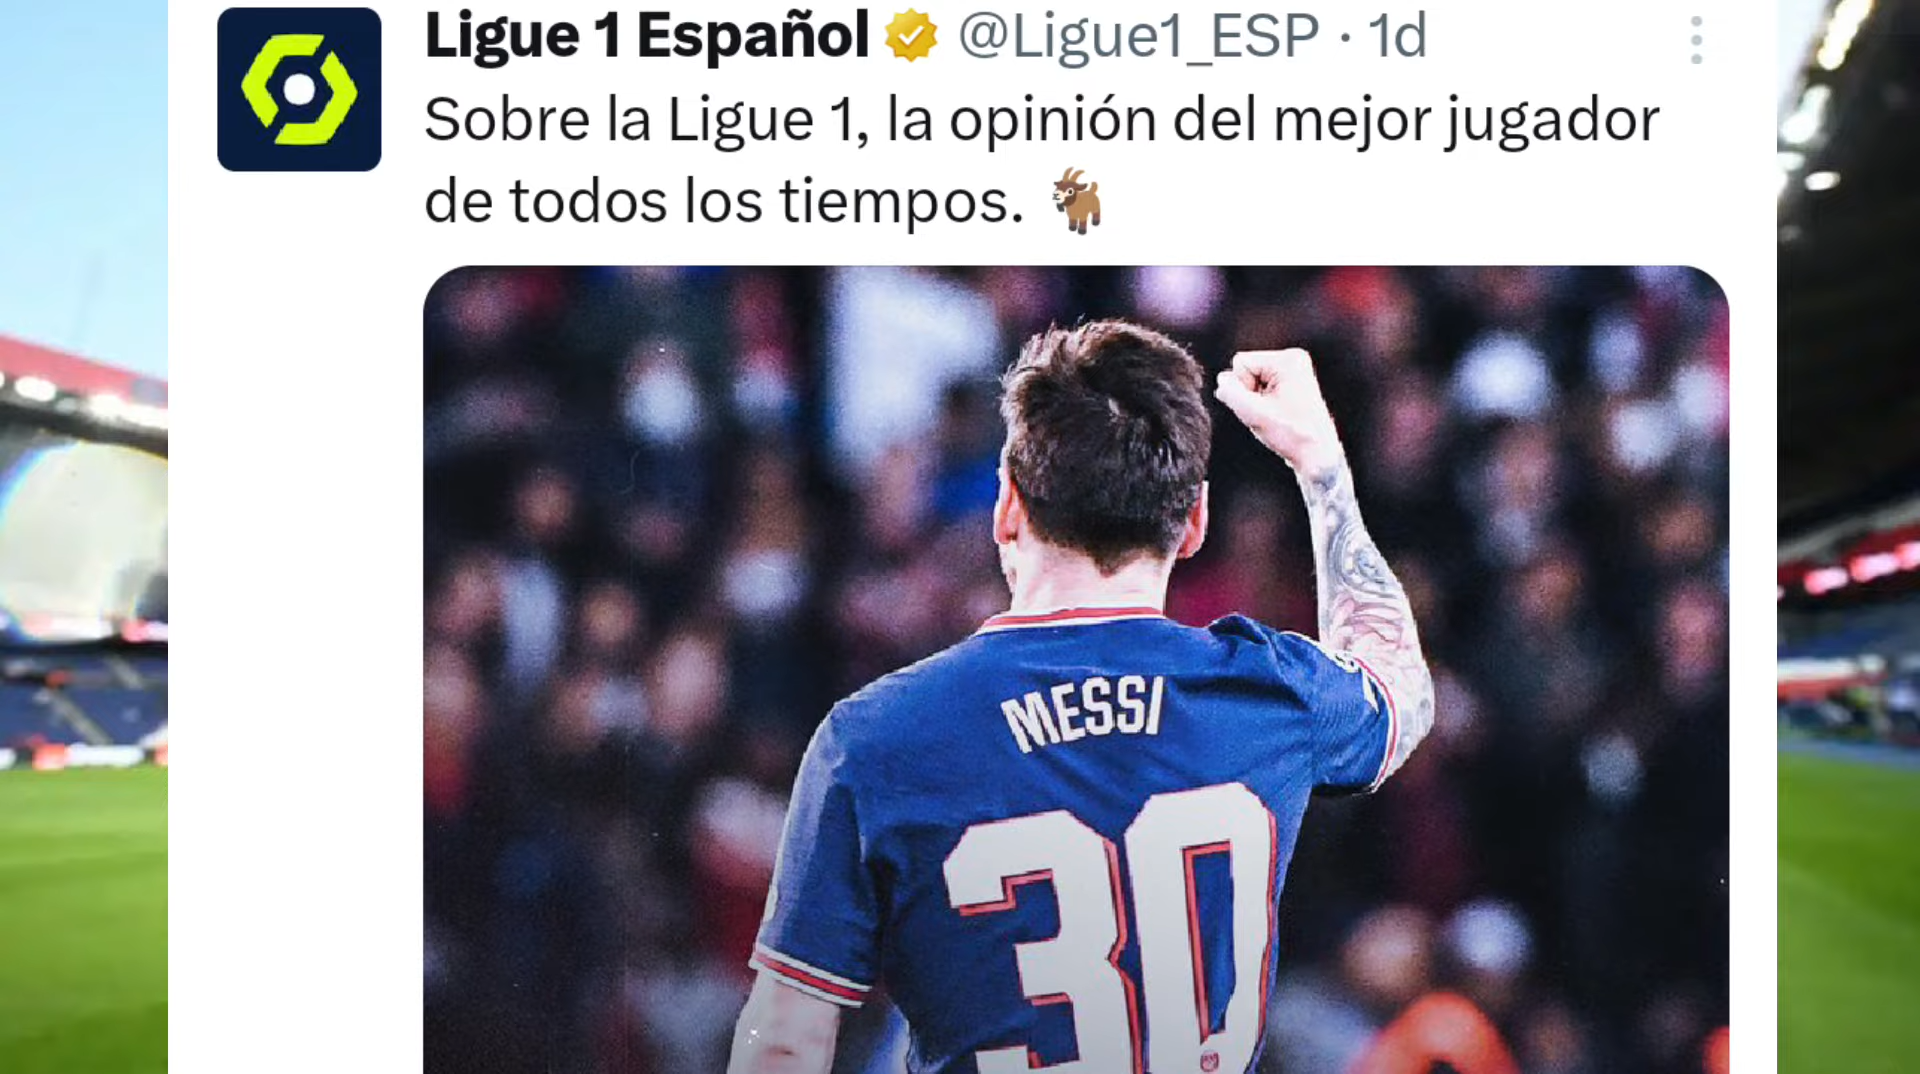 Ligue 1 Español @Ligue1_ESP · 1d
Sobre la Ligue 1, la opinión del mejor jugador
de todos los tiempos. 🐐
MESSI
30